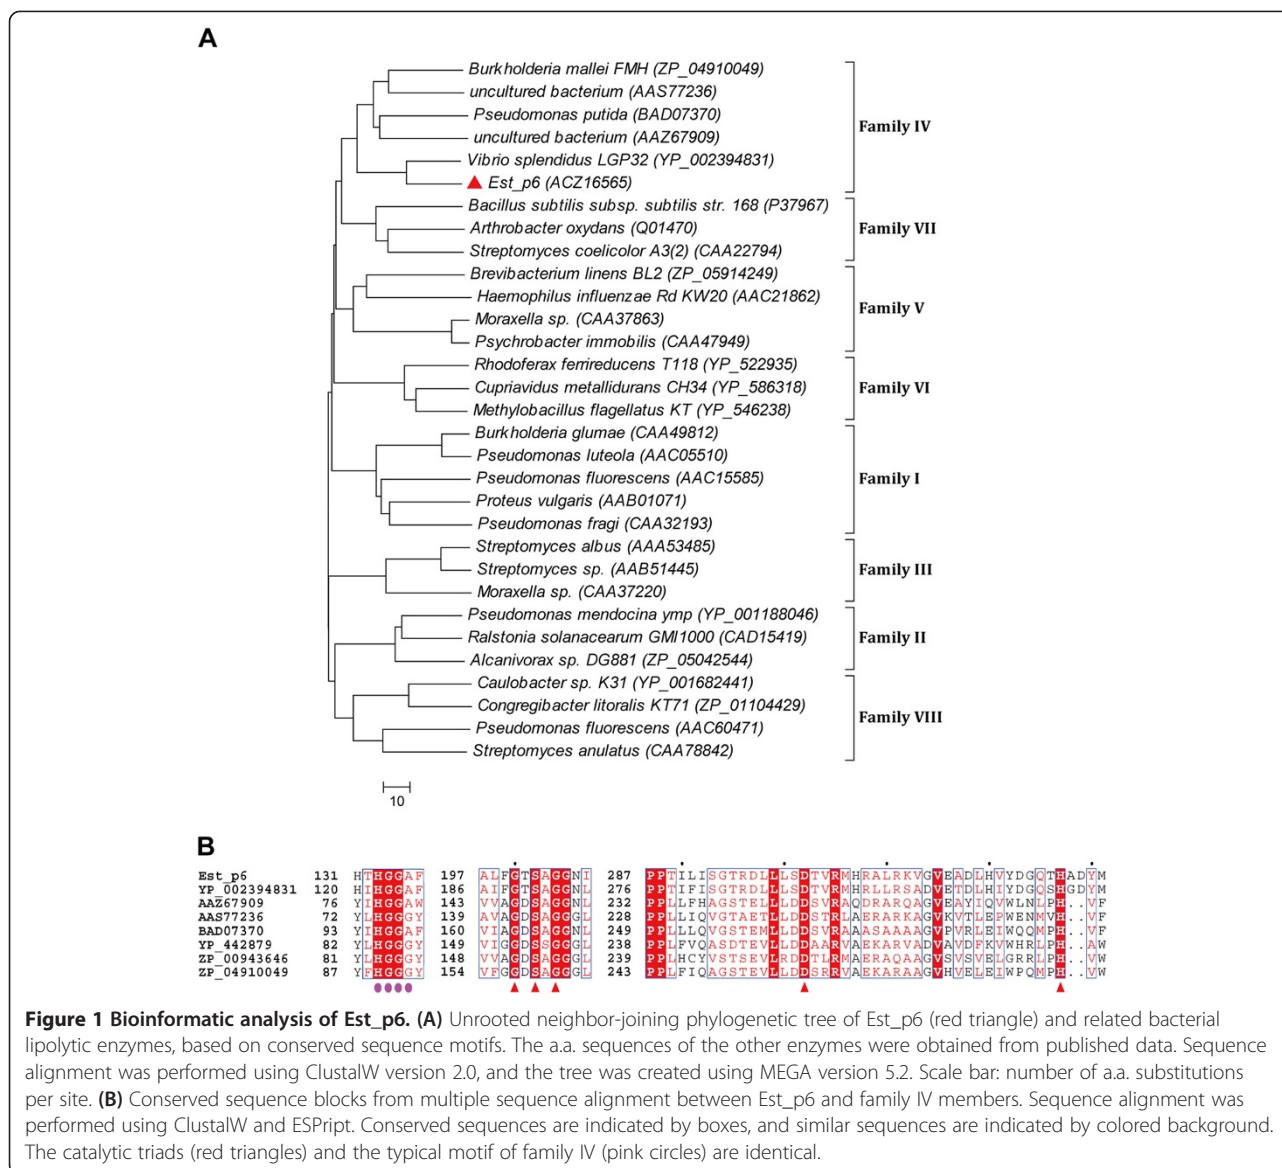 A
Burkholderia mallei FMH (ZP_04910049)
uncultured bacterium (AAS77236)
Pseudomonas putida (BAD07370)
uncultured bacterium (AAZ67909)
Vibrio splendidus LGP32 (YP_002394831)
Est_p6 (ACZ16565)
Family IV
Bacillus subtilis subsp. subtilis str. 168 (P37967)
Arthrobacter oxydans (Q01470)
Streptomyces coelicolor A3(2) (CAA22794)
Family VII
Brevibacterium linens BL2 (ZP_05914249)
Haemophilus influenzae Rd KW20 (AAC21862)
Moraxella sp. (CAA37863)
Psychrobacter immobilis (CAA47949)
Family V
Rhodoferax ferrireducens T118 (YP_522935)
Cupriavidus metallidurans CH34 (YP_586318)
Methylobacillus flagellatus KT (YP_546238)
Family VI
Burkholderia glumae (CAA49812)
Pseudomonas luteola (AAC05510)
Pseudomonas fluorescens (AAC15585)
Proteus vulgaris (AAB01071)
Pseudomonas fragi (CAA32193)
Family I
Streptomyces albus (AAA53485)
Streptomyces sp. (AAB51445)
Moraxella sp. (CAA37220)
Family III
Pseudomonas mendocina ymp (YP_001188046)
Ralstonia solanacearum GMI1000 (CAD15419)
Alcanivorax sp. DG881 (ZP_05042544)
Family II
Caulobacter sp. K31 (YP_001682441)
Congregibacter litoralis KT71 (ZP_01104429)
Pseudomonas fluorescens (AAC60471)
Streptomyces anulatus (CAA78842)
Family VIII
10
B
Est_p6 131 HTHGGAF 197 ALFGTSAGGNI 287 PPTILISGTRDLLLSDTVRMHRALRKVGVEADLHVYDGQTHADYM
YP_002394831 120 HIHGGAF 186 AIFGTSAGGNL 276 PPTLIISGTRDLLLSDTVRMHRLLRSADVETDLHIYDGQSHGDYM
AAZ67909 76 YIHGGAW 143 VVAGDSAGGNL 232 PPLLFHAGSTELLLDDSVRAQDRARQAGVAYIQVWLNMPH..VF
AAS77236 72 YLHGGGY 139 AVAGDSAGGGL 228 PPLLIQVGTAETLLDDSTRLAERARAAGVKVTLEPWENMVH..VF
BAD07370 93 YIHGGAF 160 VIAGDSAGGNL 249 PPLLLQVGSTEMLLDDSVRAASAAAAAGVPVELQVWQQMPH..VF
YP_442879 82 YLHGGGY 149 VIGGDSSGGGL 238 PPLFVQASDTEVLLDDAARVAEKARVADVAVDFKVWHRLPH..AW
ZP_00943646 81 YLHGGGY 148 VVAGDSAGGGL 239 PPLHCYVSTSEVLRDDTLRMAERAQAAGVSVSVELGRRLPH..AW
ZP_04910049 87 YFHGGGY 154 VFGGDSAGGGL 243 PPLFIQAGSTEVLLDDSRRVAEKARAAGVHVELEIWPQMPH..VW
Figure 1 Bioinformatic analysis of Est_p6. (A) Unrooted neighbor-joining phylogenetic tree of Est_p6 (red triangle) and related bacterial
lipolytic enzymes, based on conserved sequence motifs. The a.a. sequences of the other enzymes were obtained from published data. Sequence
alignment was performed using ClustalW version 2.0, and the tree was created using MEGA version 5.2. Scale bar: number of a.a. substitutions
per site. (B) Conserved sequence blocks from multiple sequence alignment between Est_p6 and family IV members. Sequence alignment was
performed using ClustalW and ESPript. Conserved sequences are indicated by boxes, and similar sequences are indicated by colored background.
The catalytic triads (red triangles) and the typical motif of family IV (pink circles) are identical.